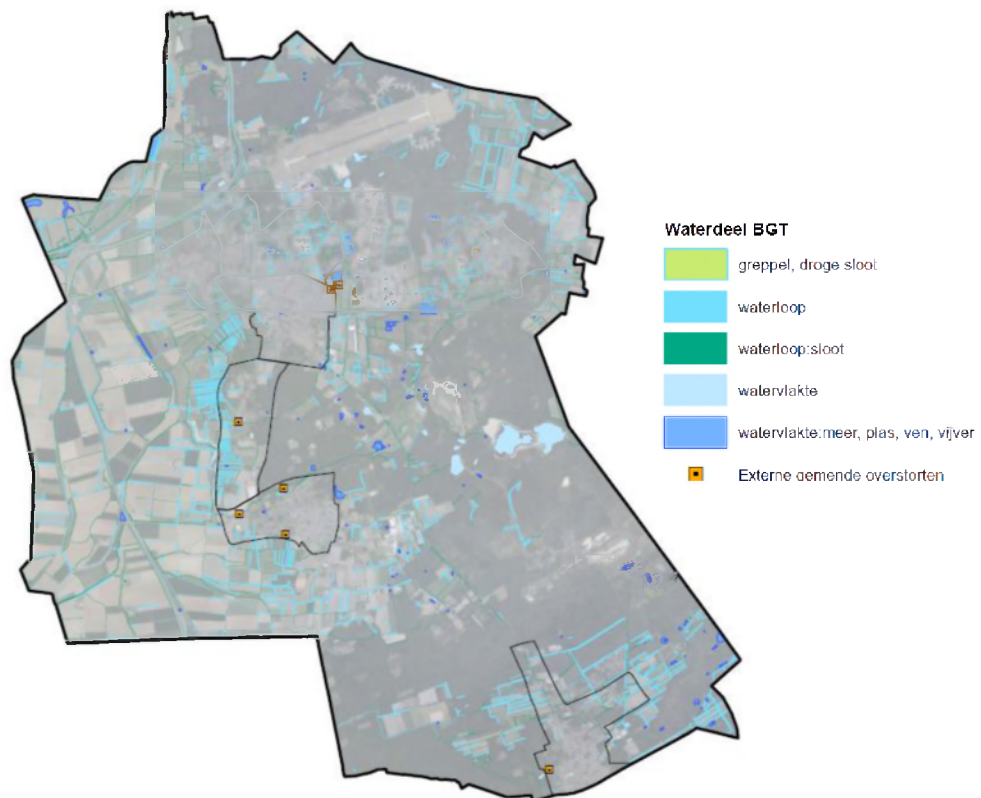 Waterdeel BGT
greppel, droge sloot
waterloop
waterloop:sloot
watervlakte
watervlakte:meer, plas, ven, vijver
Externe gemende overstorten